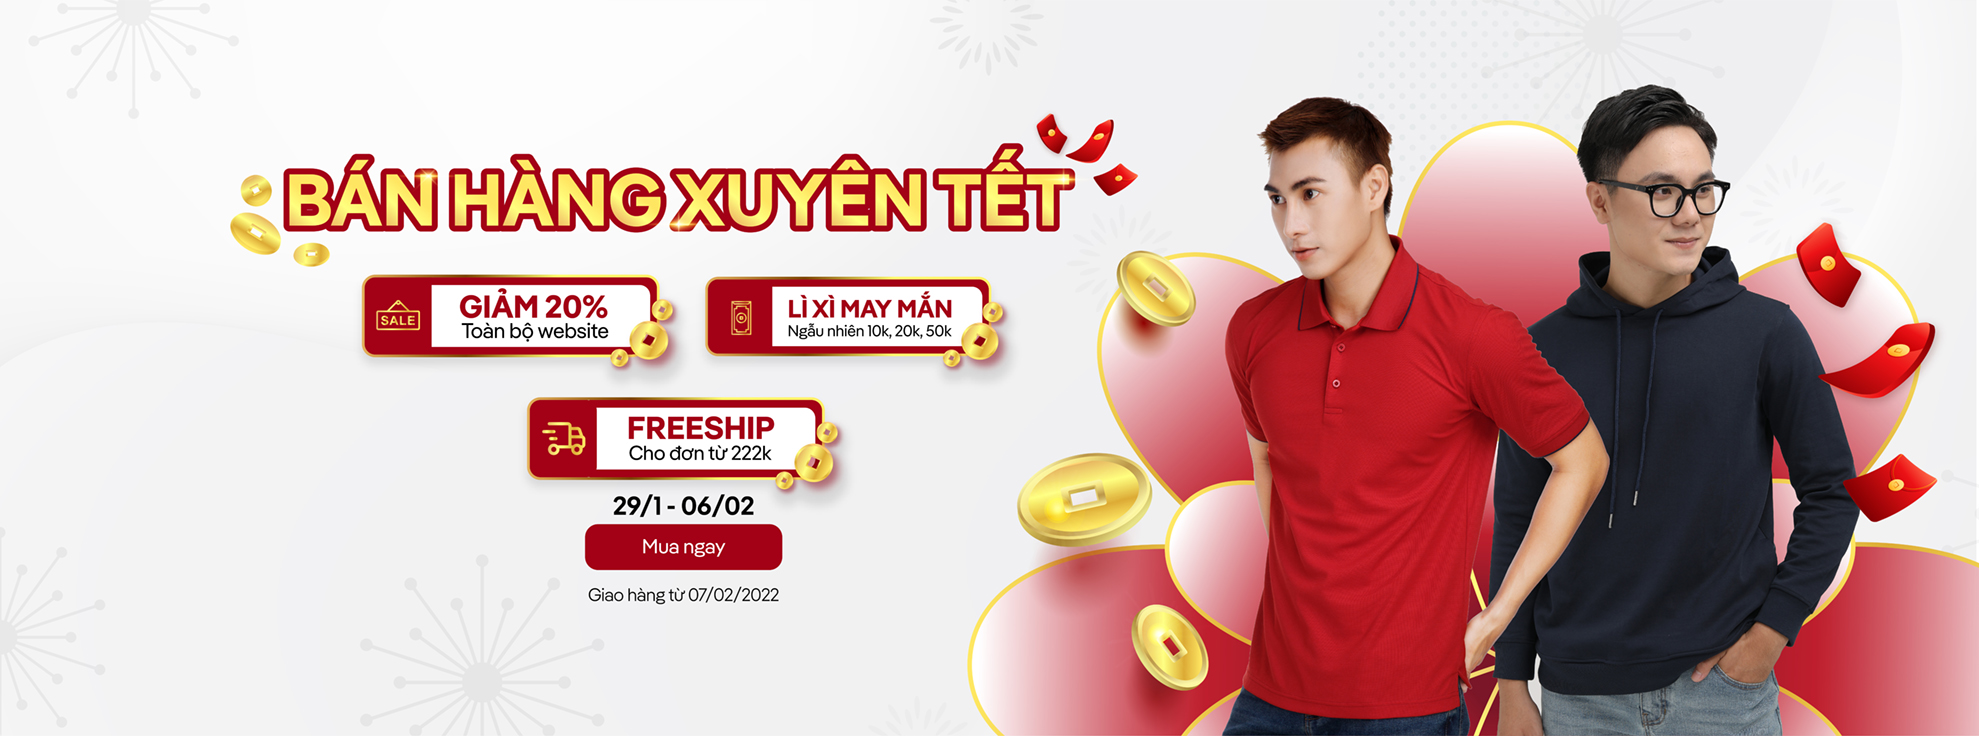 BÁN HÀNG XUYÊN TẾT
SALE
GIẢM 20%
Toàn bộ website
LÌ XÌ MAY MẮN
Ngẫu nhiên 10k, 20k, 50k
FREESHIP
Cho đơn từ 222k
29/1 - 06/02
Mua ngay
Giao hàng từ 07/02/2022